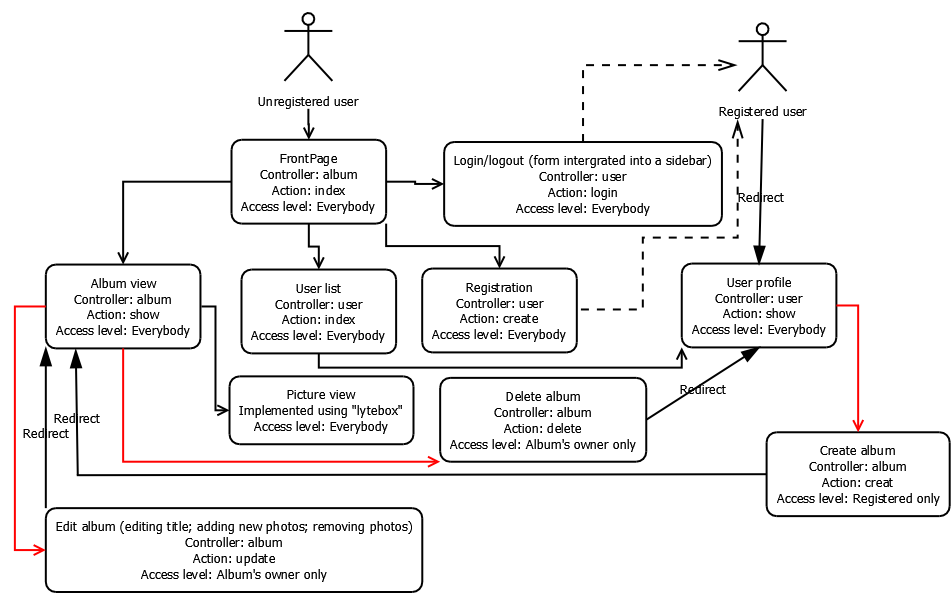 Unregistered user
Registered user
FrontPage
Controller: album
Action: index
Access level: Everybody
Login/logout (form intergrated into a sidebar)
Controller: user
Action: login
Access level: Everybody
Redirect
Album view
Controller: album
Action: show
Access level: Everybody
User list
Controller: user
Action: index
Access level: Everybody
Registration
Controller: user
Action: create
Access level: Everybody
User profile
Controller: user
Action: show
Access level: Everybody
Picture view
Implemented using "lytebox"
Access level: Everybody
Delete album
Controller: album
Action: delete
Access level: Album's owner only
Redirect
Redirect
Redirect
Create album
Controller: album
Action: creat
Access level: Registered only
Edit album (editing title; adding new photos; removing photos)
Controller: album
Action: update
Access level: Album's owner only